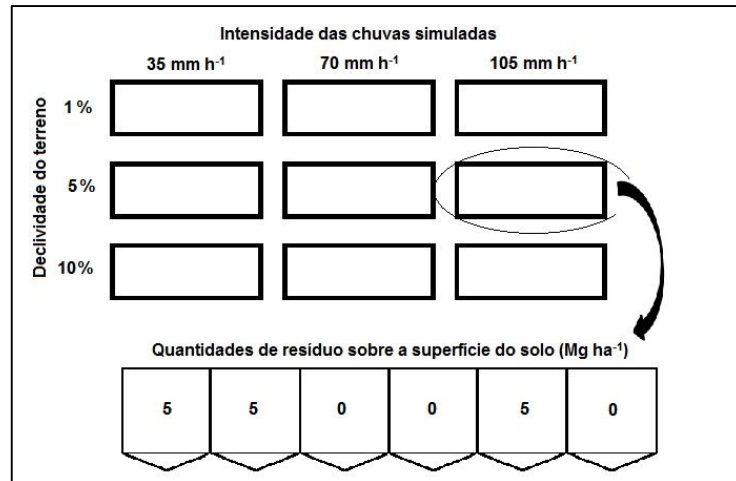 Intensidade das chuvas simuladas
35 mm h-1 70 mm h-1 105 mm h-1
Declividade do terreno
1 %
5 %
10%
Quantidades de resíduo sobre a superfície do solo (Mg ha-1)
5 5 0 0 5 0